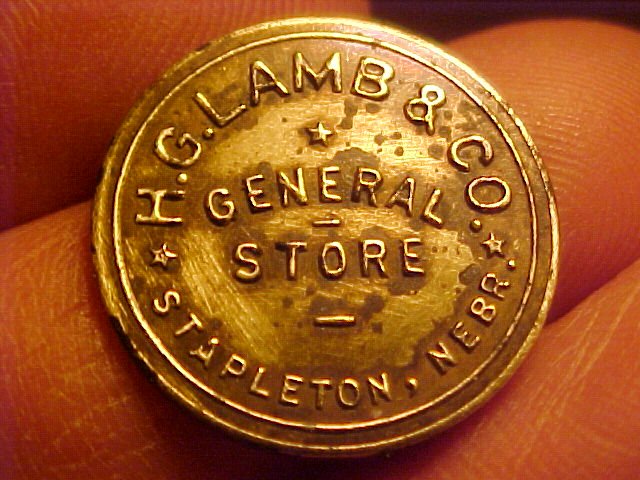 H.G. LAMB & CO.
GENERAL
STORE
STAPLETON, NEBR.